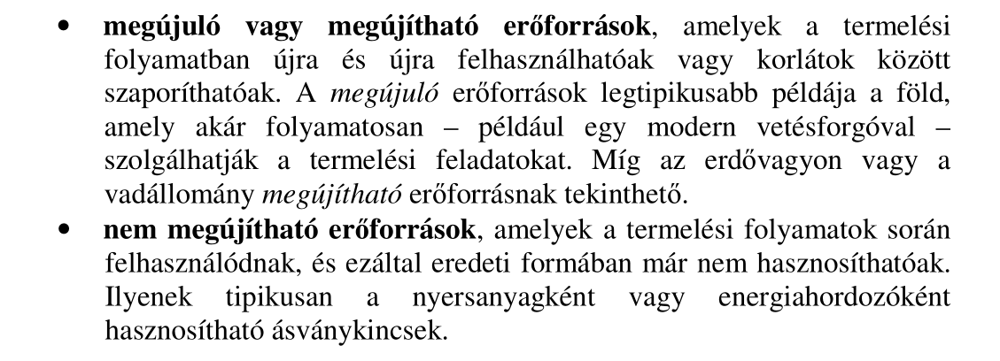 • megújuló vagy megújítható erőforrások, amelyek a termelési
folyamatban újra és újra felhasználhatóak vagy korlátok között
szaporíthatóak. A megújuló erőforrások legtipikusabb példája a föld,
amely akár folyamatosan – például egy modern vetésforgóval –
szolgálhatják a termelési feladatokat. Míg az erdővagyon vagy a
vadállomány megújítható erőforrásnak tekinthető.
• nem megújítható erőforrások, amelyek a termelési folyamatok során
felhasználódnak, és ezáltal eredeti formában már nem hasznosíthatóak.
Ilyenek tipikusan a nyersanyagként vagy energiahordozóként
hasznosítható ásványkincsek.